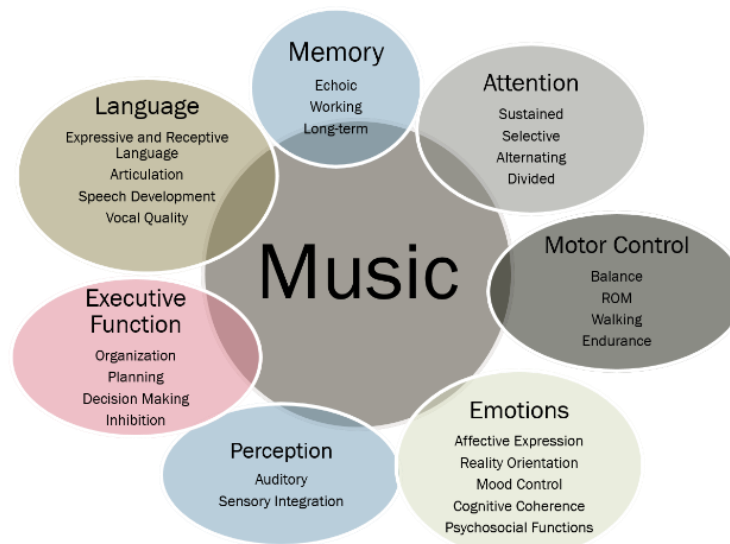 Memory
Echoic
Working
Long-term
Attention
Sustained
Selective
Alternating
Divided
Language
Expressive and Receptive
Language
Articulation
Speech Development
Vocal Quality
Music
Motor Control
Balance
ROM
Walking
Endurance
Executive
Function
Organization
Planning
Decision Making
Inhibition
Emotions
Affective Expression
Reality Orientation
Mood Control
Cognitive Coherence
Psychosocial Functions
Perception
Auditory
Sensory Integration